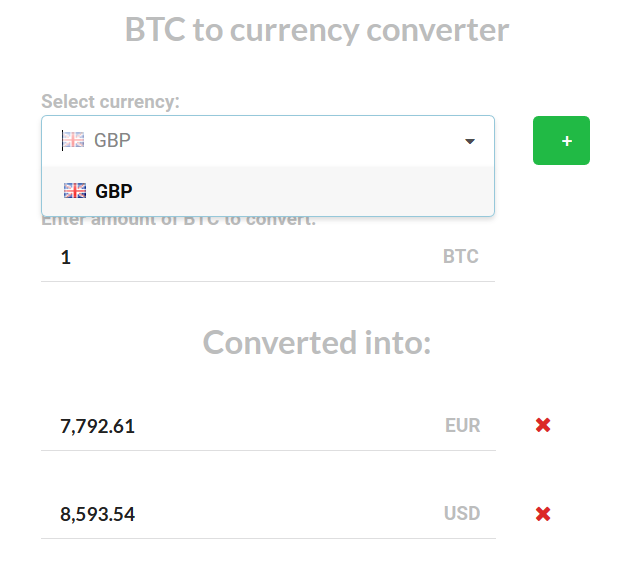 BTC to currency converter
Select currency:
GBP
+
GBP
Enter amount of BTC to convert:
1 BTC
Converted into:
7,792.61 EUR
8,593.54 USD